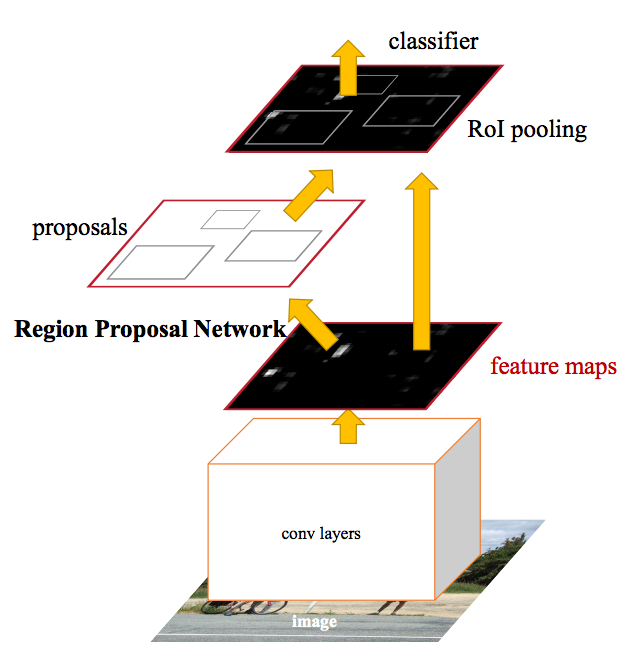 classifier
RoI pooling
proposals
Region Proposal Network
feature maps
conv layers
image